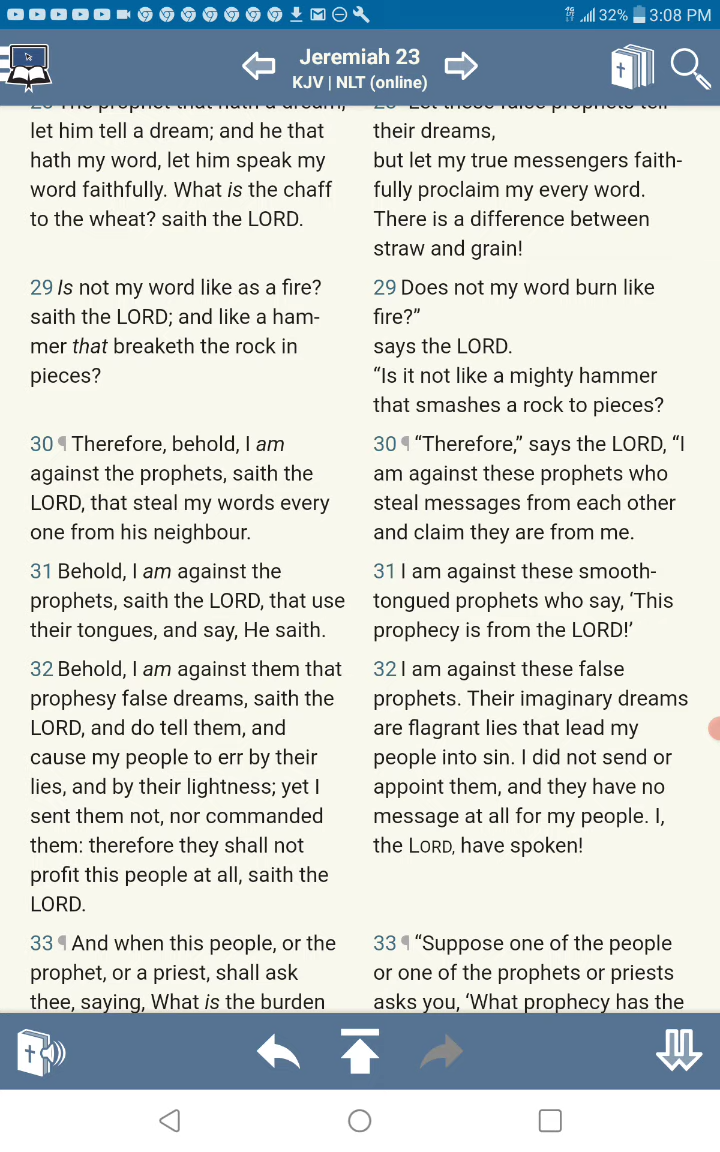 32% 3:08 PM
Jeremiah 23
KJV | NLT (online)
28 The prophet that hath a dream,
let him tell a dream; and he that
hath my word, let him speak my
word faithfully. What is the chaff
to the wheat? saith the LORD.
29 Is not my word like as a fire?
saith the LORD; and like a ham-
mer that breaketh the rock in
pieces?
30 ¶ Therefore, behold, I am
against the prophets, saith the
LORD, that steal my words every
one from his neighbour.
31 Behold, I am against the
prophets, saith the LORD, that use
their tongues, and say, He saith.
32 Behold, I am against them that
prophesy false dreams, saith the
LORD, and do tell them, and
cause my people to err by their
lies, and by their lightness; yet I
sent them not, nor commanded
them: therefore they shall not
profit this people at all, saith the
LORD.
33 ¶ And when this people, or the
prophet, or a priest, shall ask
thee, saying, What is the burden
28 Let these false prophets tell
their dreams,
but let my true messengers faith-
fully proclaim my every word.
There is a difference between
straw and grain!
29 Does not my word burn like
fire?”
says the LORD.
“Is it not like a mighty hammer
that smashes a rock to pieces?
30 ¶ “Therefore,” says the LORD, “I
am against these prophets who
steal messages from each other
and claim they are from me.
31 I am against these smooth-
tongued prophets who say, ‘This
prophecy is from the LORD!’
32 I am against these false
prophets. Their imaginary dreams
are flagrant lies that lead my
people into sin. I did not send or
appoint them, and they have no
message at all for my people. I,
the LORD, have spoken!
33 ¶ “Suppose one of the people
or one of the prophets or priests
asks you, ‘What prophecy has the